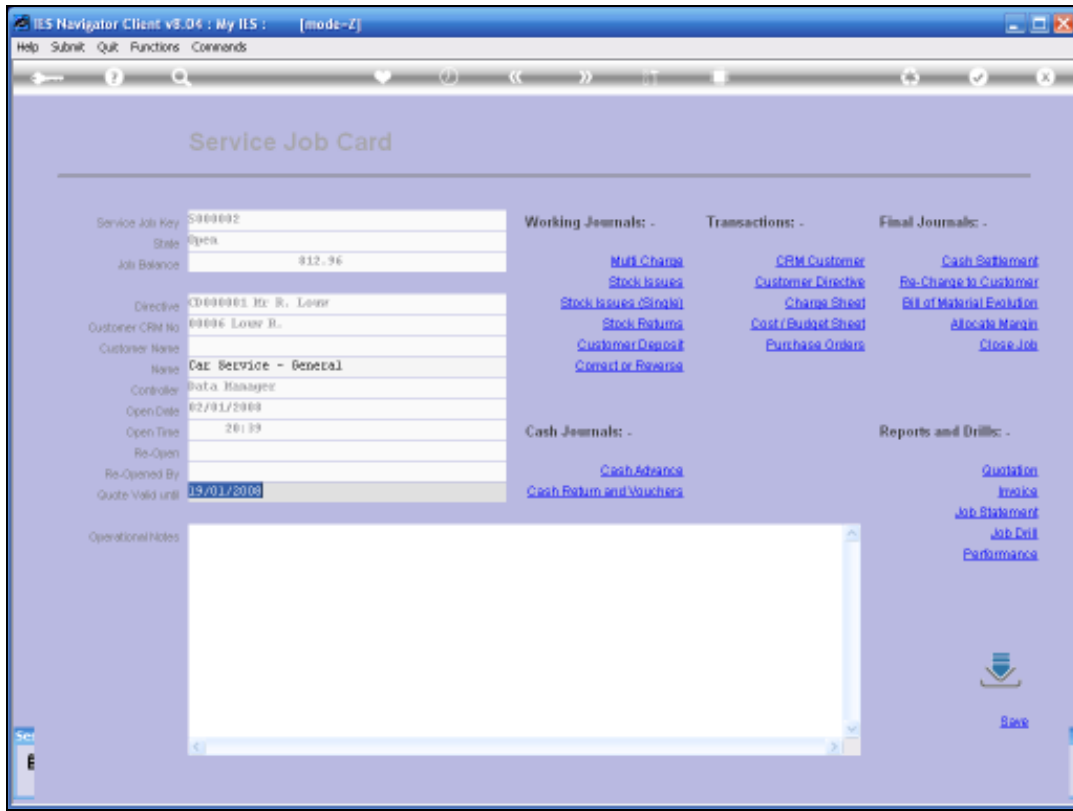 IES Navigator Client v8.04 : My IES : [mode-Z]
Help Submit Quit Functions Commands
Service Job Card
Service Job Key S000002
State Open
Job Balance 812.96
Directive CD000001 Mr R. Louw
Customer CRM No 00006 Louw R.
Customer Name
Name Car Service - General
Controller Data Manager
Open Date 02/01/2008
Open Time 20:39
Re-Open
Re-Opened By
Quote Valid until 19/01/2008
Operational Notes
Working Journals: -
Multi Charge
Stock Issues
Stock Issues (Single)
Stock Returns
Customer Deposit
Correct or Reverse
Transactions: -
CRM Customer
Customer Directive
Charge Sheet
Cost / Budget Sheet
Purchase Orders
Final Journals: -
Cash Settlement
Re-Charge to Customer
Bill of Material Evolution
Allocate Margin
Close Job
Cash Journals: -
Cash Advance
Cash Return and Vouchers
Reports and Drills: -
Quotation
Invoice
Job Statement
Job Drill
Performance
Save
Ser